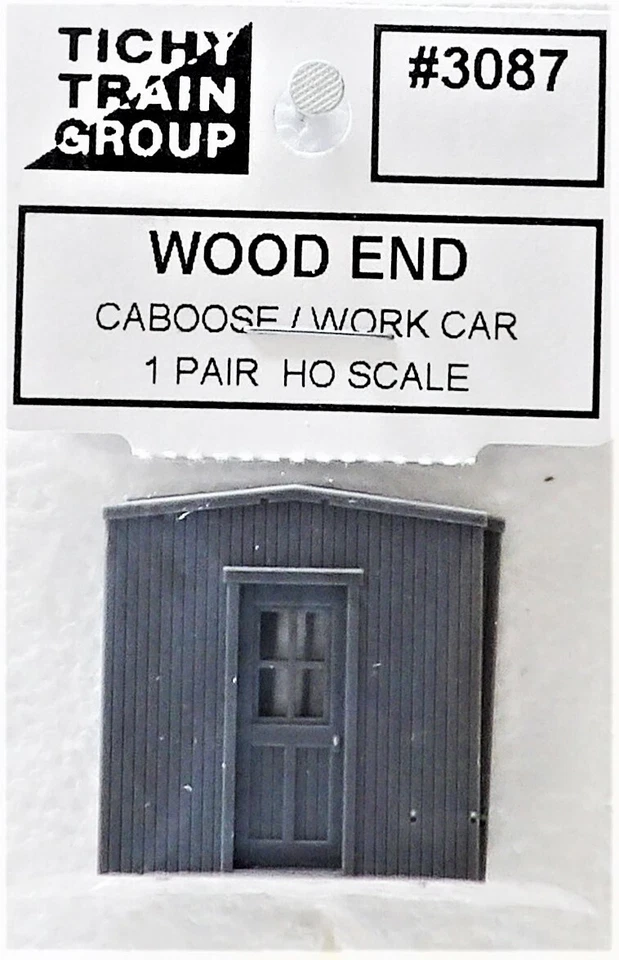 TICHY
TRAIN
GROUP
#3087
WOOD END
CABOOSE / WORK CAR
1 PAIR HO SCALE